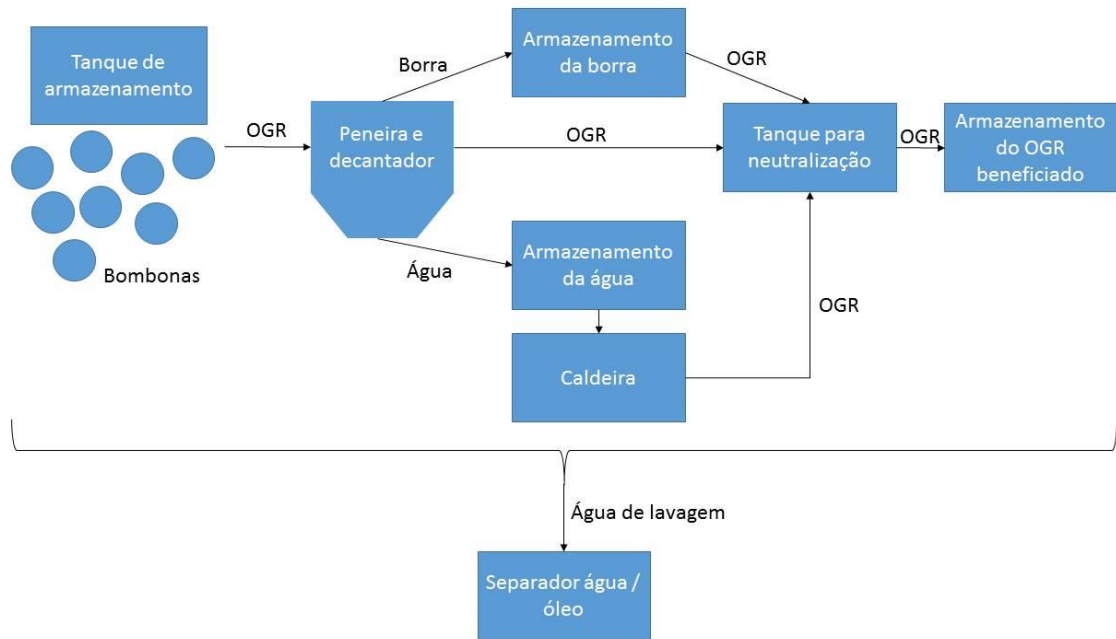 Tanque de
armazenamento
Bombonas
OGR
Peneira e
decantador
Borra
Armazenamento
da borra
OGR
OGR
Água
Armazenamento
da água
Caldeira
OGR
Tanque para
neutralização
OGR
Armazenamento
do OGR
beneficiado
Água de lavagem
Separador água /
óleo